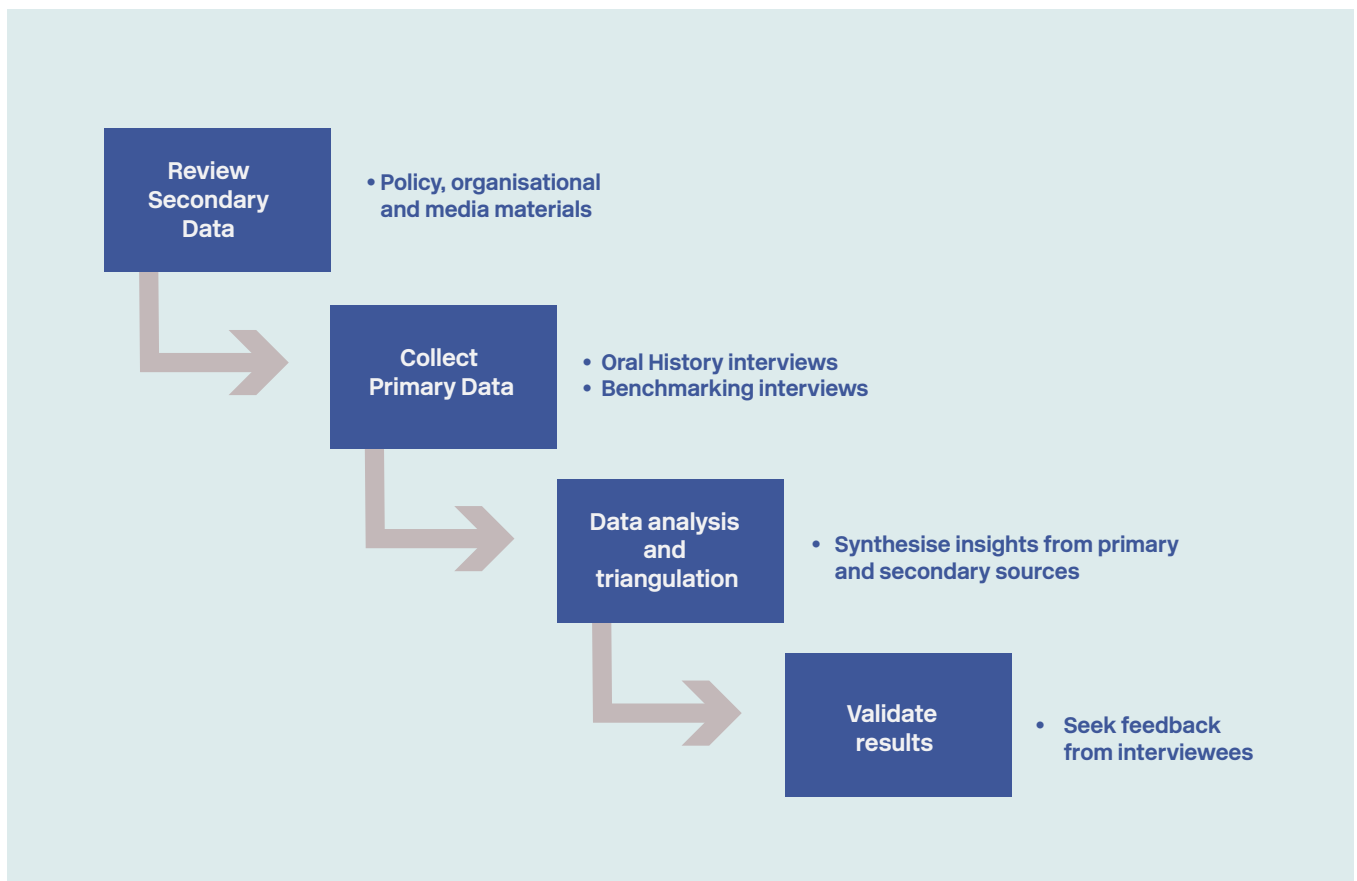 Review
Secondary
Data
• Policy, organisational
and media materials
Collect
Primary Data
• Oral History interviews
• Benchmarking interviews
Data analysis
and
triangulation
• Synthesise insights from primary
and secondary sources
Validate
results
• Seek feedback
from interviewees